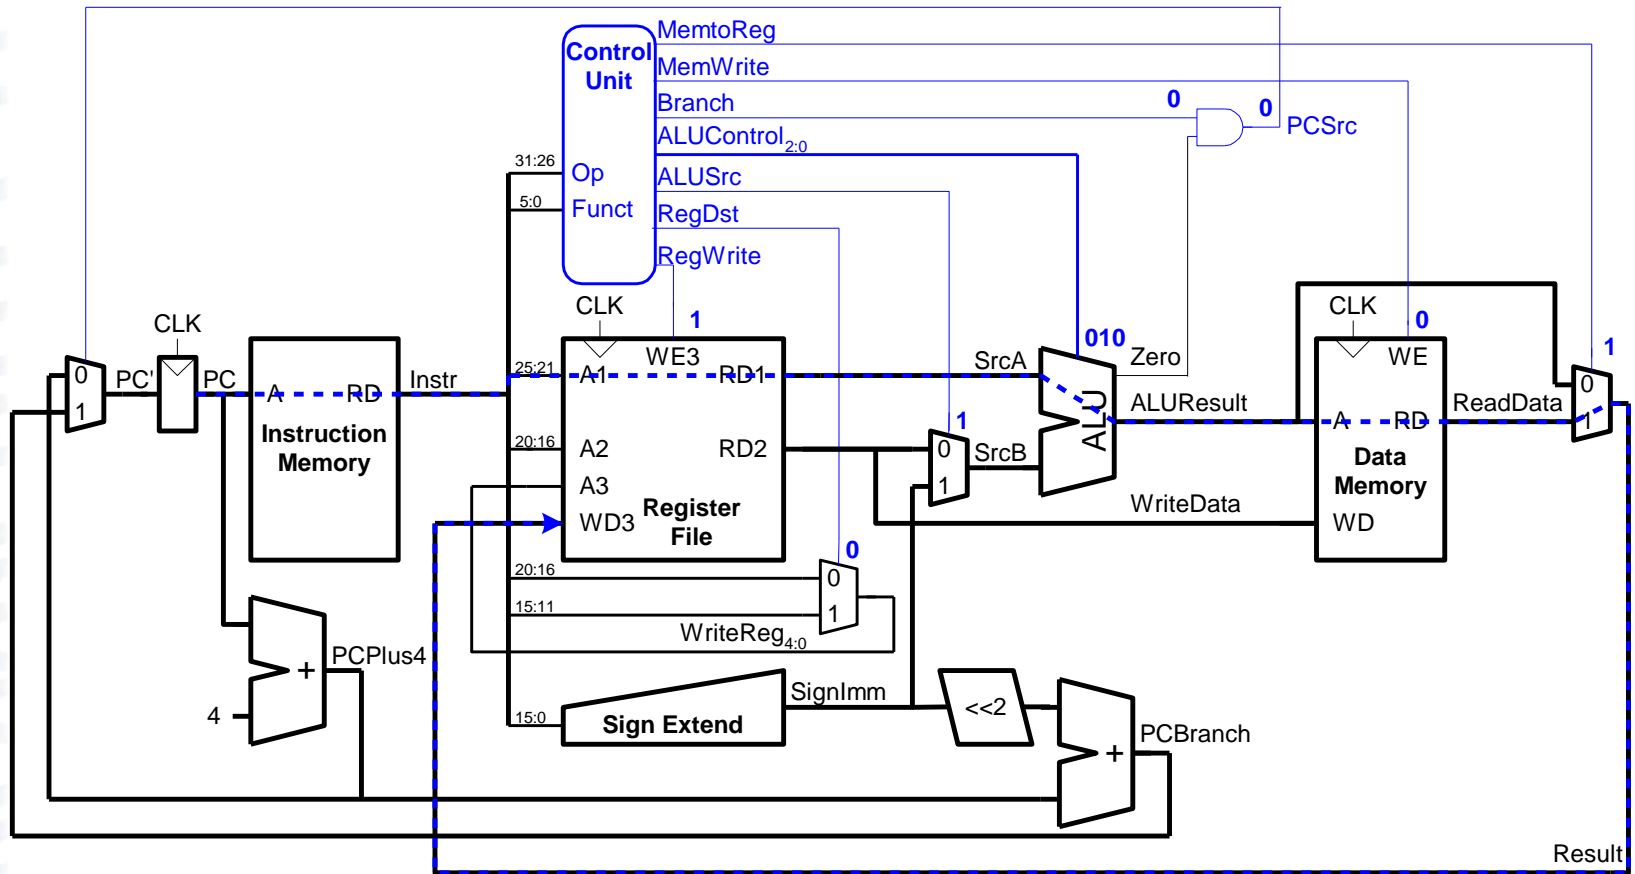 MemtoReg
Control
Unit
MemWrite
Branch
0
0
PCSrc
ALUControl2:0
31:26
Op
ALUSrc
5:0
Funct
RegDst
RegWrite
CLK
CLK
CLK
1
010
0
1
WE3
SrcA
Zero
WE
0
PC'
PC
Instr
25:21
A1
RD1
0
1
A
RD
ALU
ALUResult
A
RD
ReadData
1
Instruction
Memory
20:16
A2
RD2
1
0
SrcB
Data
Memory
A3
1
WD3
Register
File
WriteData
WD
0
20:16
0
15:11
1
WriteReg4:0
PCPlus4
+
4
15:0
Sign Extend
SignImm
<<2
+
PCBranch
Result